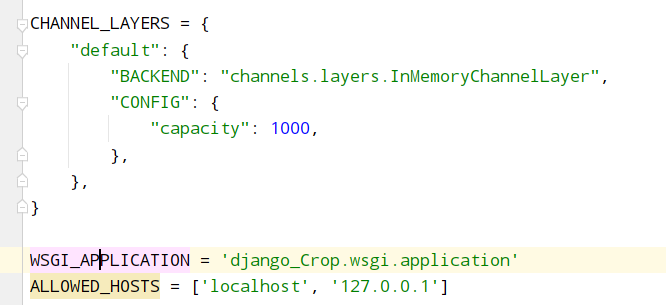 CHANNEL_LAYERS = {
    "default": {
        "BACKEND": "channels.layers.InMemoryChannelLayer",
        "CONFIG": {
            "capacity": 1000,
        },
    },
}
WSGI_APPLICATION = 'django_Crop.wsgi.application'
ALLOWED_HOSTS = ['localhost', '127.0.0.1']